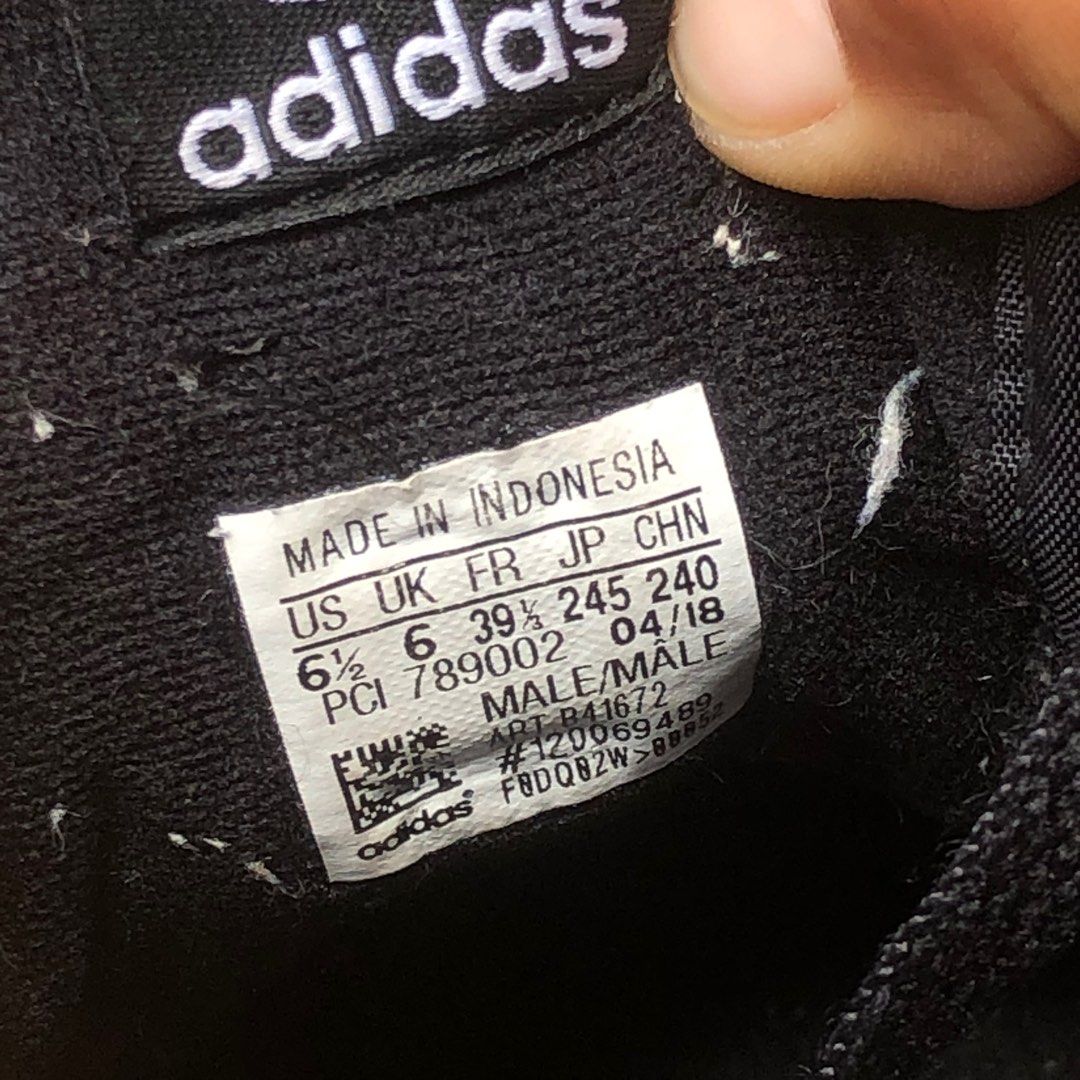 adidas
MADE IN INDONESIA
US UK FR JP CHN
6½ 6 39⅓ 245 240
PCI 789002 04/18
MALE/MÂLE
ART B41672
#120069489
F0DQ02W>
adidas®